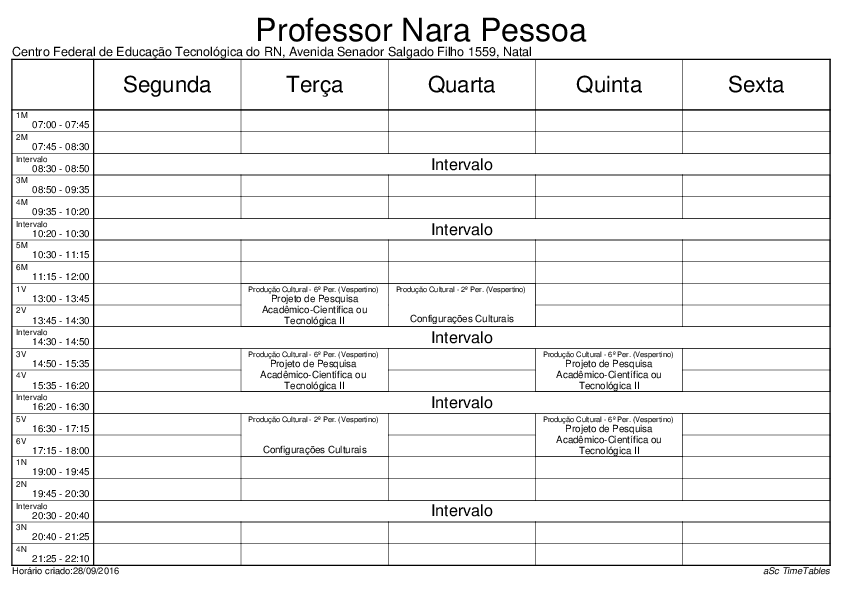 Professor Nara Pessoa
Centro Federal de Educação Tecnológica do RN, Avenida Senador Salgado Filho 1559, Natal
Segunda Terça Quarta Quinta Sexta
1M
07:00 - 07:45
2M
07:45 - 08:30
Intervalo
08:30 - 08:50
Intervalo
3M
08:50 - 09:35
4M
09:35 - 10:20
Intervalo
10:20 - 10:30
Intervalo
5M
10:30 - 11:15
6M
11:15 - 12:00
1V
13:00 - 13:45
2V
13:45 - 14:30
Produção Cultural - 6º Per. (Vespertino)
Projeto de Pesquisa
Acadêmico-Científica ou
Tecnológica II
Produção Cultural - 2º Per. (Vespertino)
Configurações Culturais
Intervalo
14:30 - 14:50
Intervalo
3V
14:50 - 15:35
4V
15:35 - 16:20
Produção Cultural - 6º Per. (Vespertino)
Projeto de Pesquisa
Acadêmico-Científica ou
Tecnológica II
Produção Cultural - 6º Per. (Vespertino)
Projeto de Pesquisa
Acadêmico-Científica ou
Tecnológica II
Intervalo
16:20 - 16:30
Intervalo
5V
16:30 - 17:15
6V
17:15 - 18:00
Produção Cultural - 2º Per. (Vespertino)
Configurações Culturais
Produção Cultural - 6º Per. (Vespertino)
Projeto de Pesquisa
Acadêmico-Científica ou
Tecnológica II
1N
19:00 - 19:45
2N
19:45 - 20:30
Intervalo
20:30 - 20:40
Intervalo
3N
20:40 - 21:25
4N
21:25 - 22:10
Horário criado:28/09/2016
aSc TimeTables